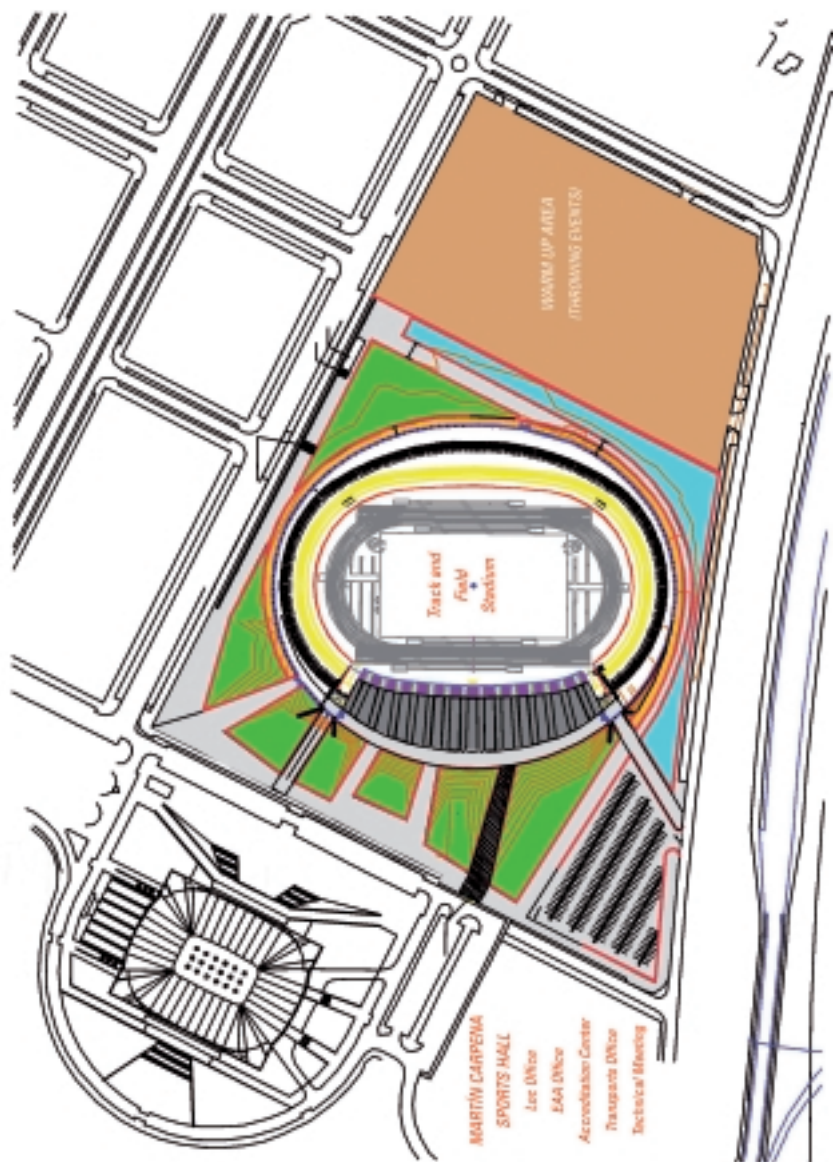 WARM UP AREA
(THROWING EVENTS)
Track and
Field
Stadium
MARTÍN CARPENA
SPORTS HALL
Loc Office
EAA Office
Accreditation Center
Transports Office
Technical Meeting